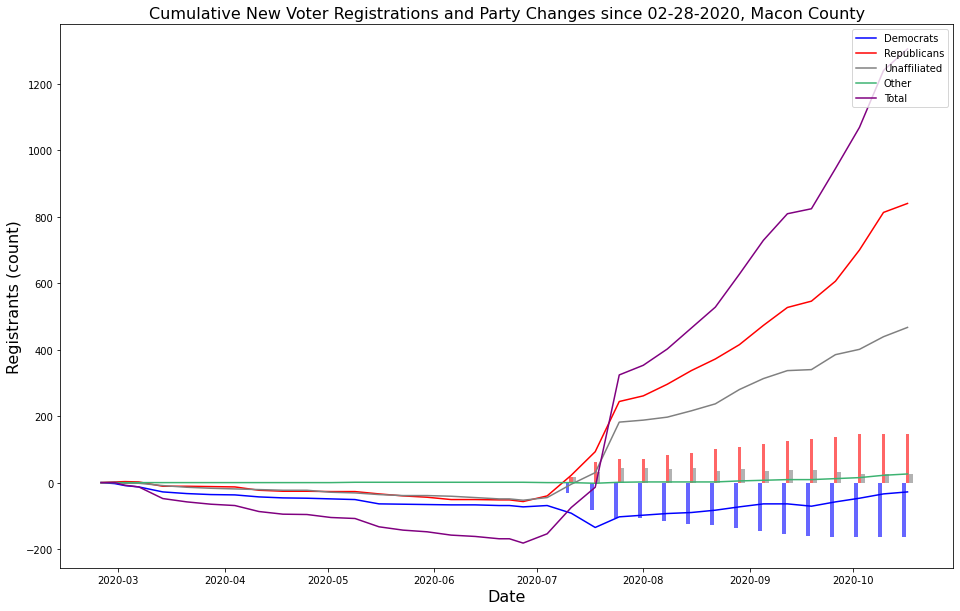 Cumulative New Voter Registrations and Party Changes since 02-28-2020, Macon County
Democrats
Republicans
Unaffiliated
Other
Total
Registrants (count)
1200
1000
800
600
400
200
0
−200
2020-03
2020-04
2020-05
2020-06
2020-07
2020-08
2020-09
2020-10
Date